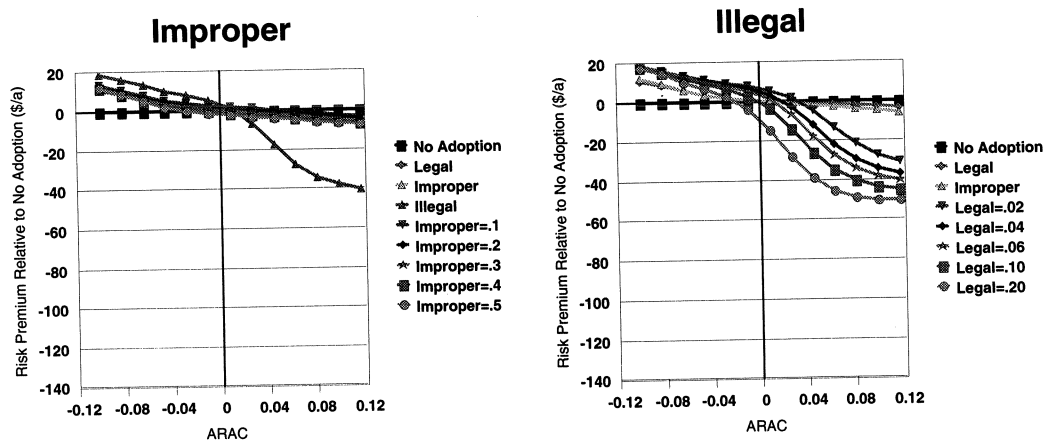 Improper
Risk Premium Relative to No Adoption ($/a)
20
0
-20
-40
-60
-80
-100
-120
-140
-0.12 -0.08 -0.04 0 0.04 0.08 0.12
ARAC
No Adoption
Legal
Improper
Illegal
Improper=.1
Improper=.2
Improper=.3
Improper=.4
Improper=.5
Illegal
Risk Premium Relative to No Adoption ($/a)
20
0
-20
-40
-60
-80
-100
-120
-140
-0.12 -0.08 -0.04 0 0.04 0.08 0.12
ARAC
No Adoption
Legal
Improper
Legal=.02
Legal=.04
Legal=.06
Legal=.10
Legal=.20